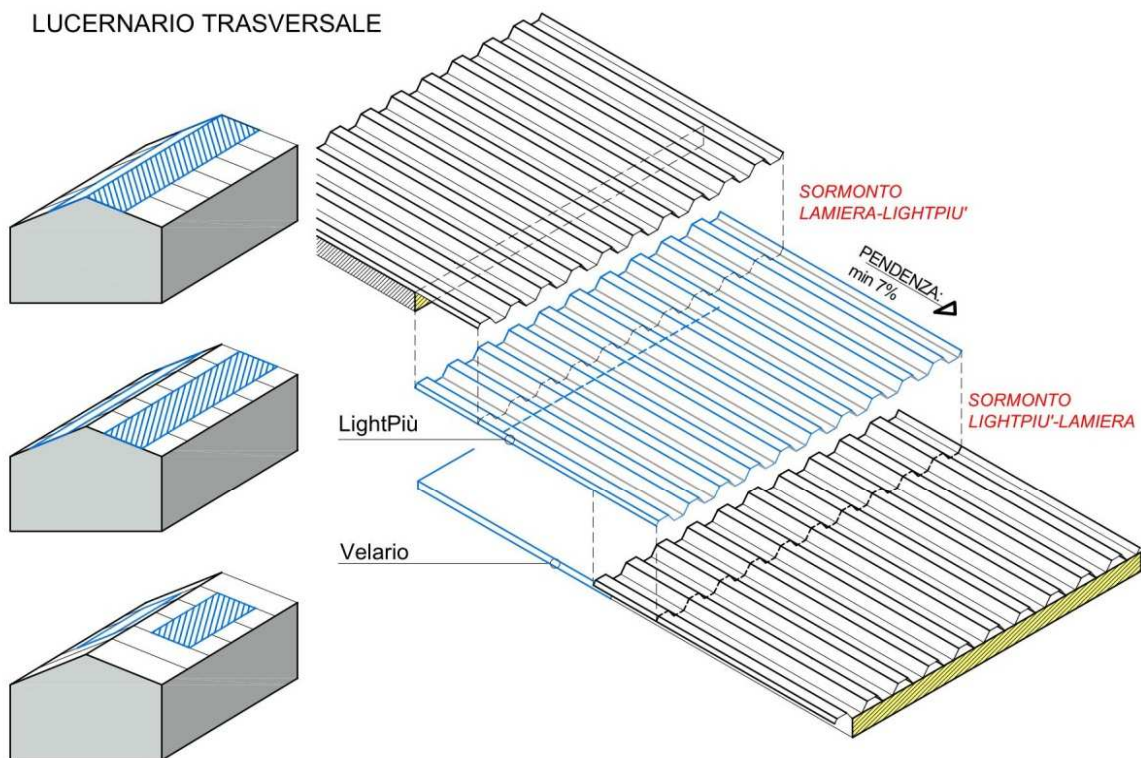 LUCERNARIO TRASVERSALE
SORMONTO
LAMIERA-LIGHTPIU'
PENDENZA:
min 7%
SORMONTO
LIGHTPIU'-LAMIERA
LightPiù
Velario